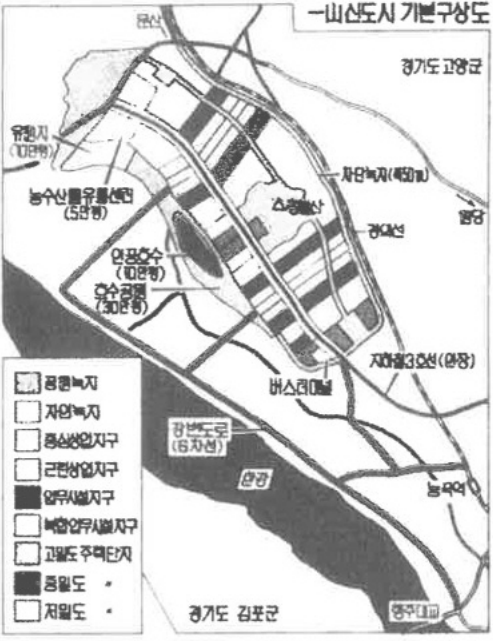 一山신도시 기본구상도
문산
경기도 고양군
유원지
(10만평)
차단녹지(폭50m)
농수산물유통센터
(5만평)
정발산
일당
경의선
인공호수
(10만평)
호수공원
(30만평)
지하철3호선(연장)
버스터미널
강변도로
(6차선)
한강
능곡역
행주대교
경기도 김포군
공원녹지
자연녹지
중심상업지구
근린상업지구
업무시설지구
복합업무시설지구
고밀도주택단지
중밀도 〃
저밀도 〃